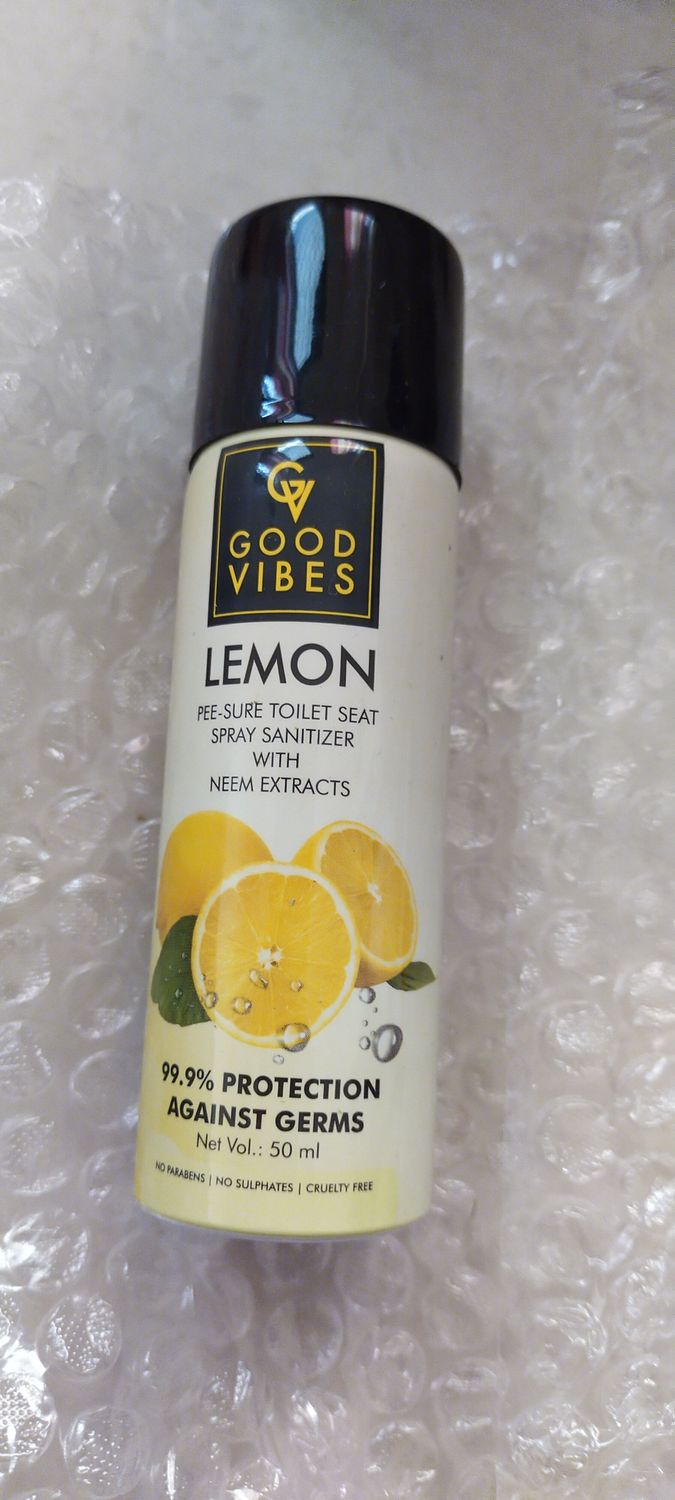 GV
GOOD
VIBES
LEMON
PEE-SURE TOILET SEAT
SPRAY SANITIZER
WITH
NEEM EXTRACTS
99.9% PROTECTION
AGAINST GERMS
Net Vol.: 50 ml
NO PARABENS | NO SULPHATES | CRUELTY FREE